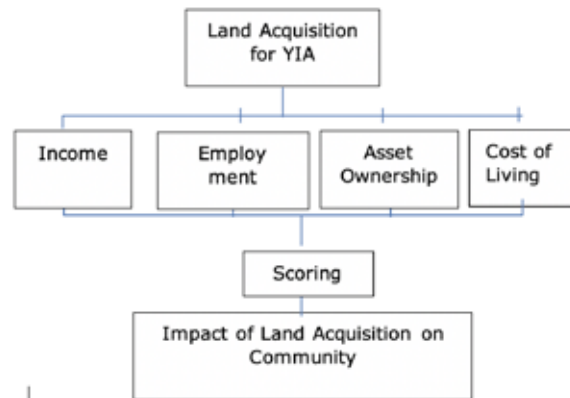 Land Acquisition
for YIA
Income
Employ
ment
Asset
Ownership
Cost of
Living
Scoring
Impact of Land Acquisition on
Community